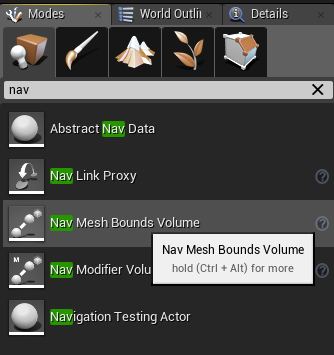 Modes
World Outli
Details
nav
Abstract Nav Data
Nav Link Proxy
Nav Mesh Bounds Volume
Nav Mesh Bounds Volume
hold (Ctrl + Alt) for more
M
Nav Modifier Volu
Navigation Testing Actor